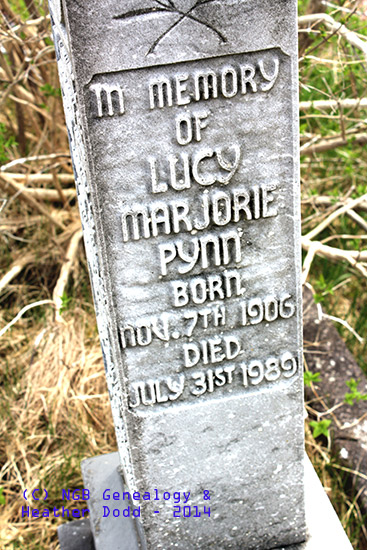 In MEMORY
OF
LUCY
MARJORIE
PYNN
BORN
NOV. 7TH 1906
DIED
JULY 31ST 1989
(C) NGB Genealogy &
Heather Dodd - 2014